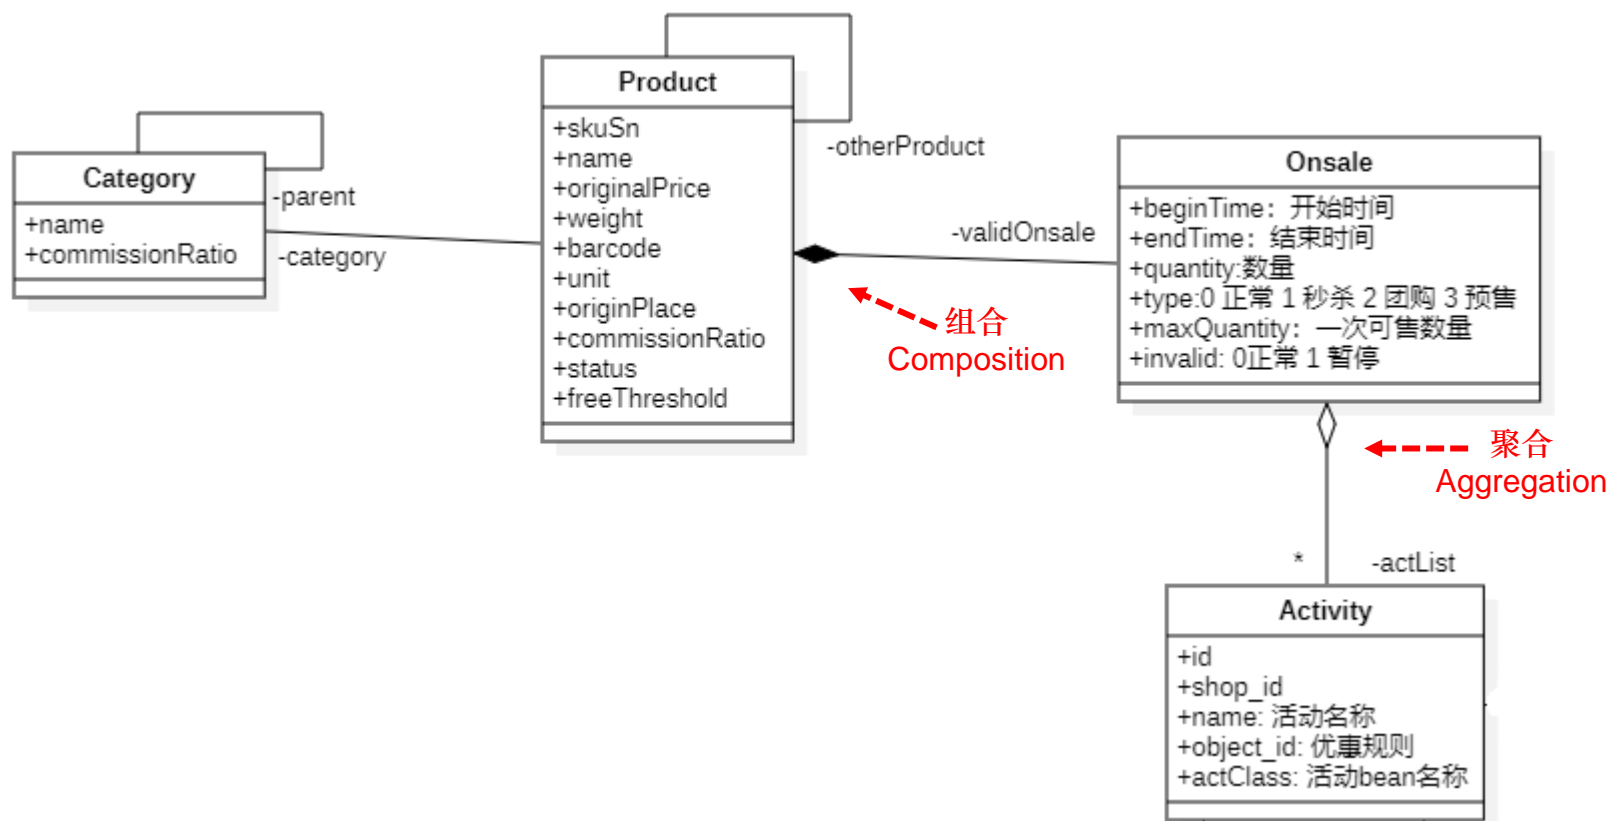 Product
+skuSn
+name
+originalPrice
+weight
+barcode
+unit
+originPlace
+commissionRatio
+status
+freeThreshold
-otherProduct
Category
+name
+commissionRatio
-parent
-category
-validOnsale
组合
Composition
Onsale
+beginTime：开始时间
+endTime：结束时间
+quantity:数量
+type:0 正常 1 秒杀 2 团购 3 预售
+maxQuantity：一次可售数量
+invalid: 0正常 1 暂停
聚合
Aggregation
* -actList
Activity
+id
+shop_id
+name: 活动名称
+object_id: 优惠规则
+actClass: 活动bean名称